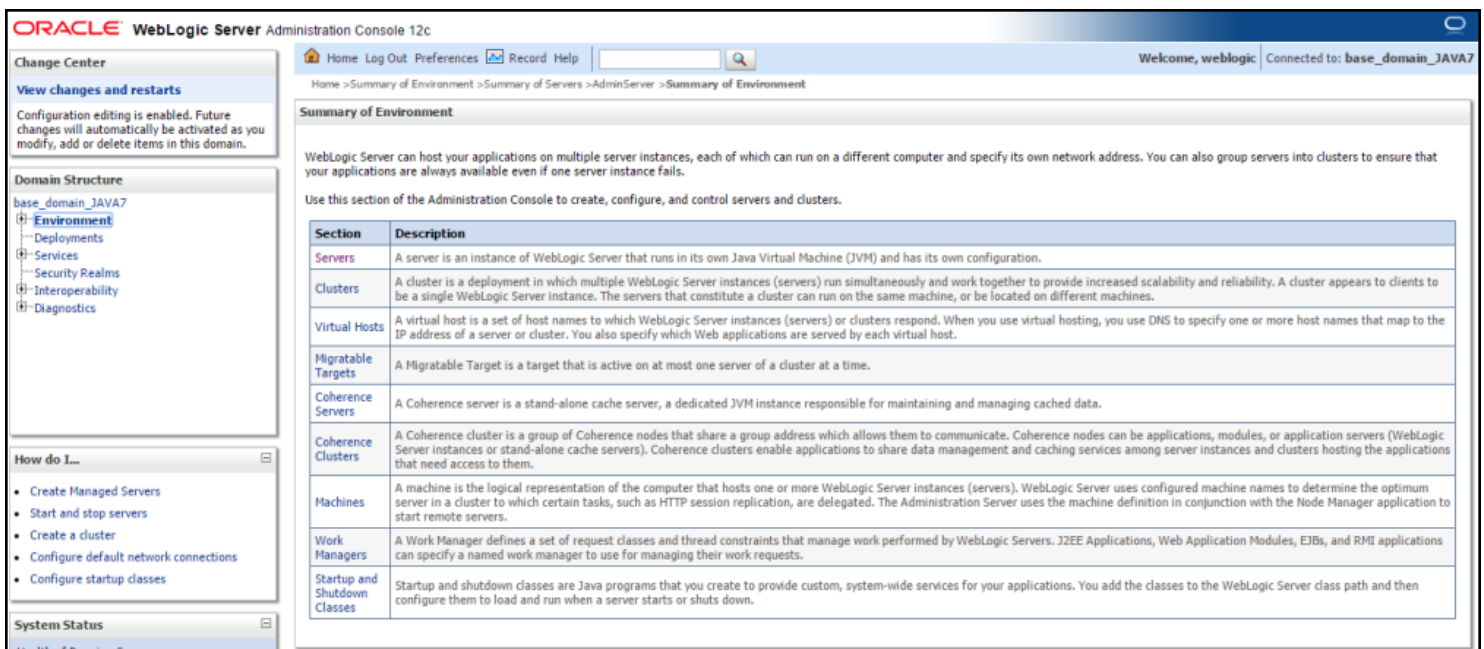 ORACLE WebLogic Server Administration Console 12c
Change Center
View changes and restarts
Configuration editing is enabled. Future
changes will automatically be activated as you
modify, add or delete items in this domain.
Domain Structure
base_domain_JAVA7
Environment
Deployments
Services
Security Realms
Interoperability
Diagnostics
How do I...
Create Managed Servers
Start and stop servers
Create a cluster
Configure default network connections
Configure startup classes
System Status
Home Log Out Preferences Record Help
Welcome, weblogic Connected to: base_domain_JAVA7
Home >Summary of Environment >Summary of Servers >AdminServer >Summary of Environment
Summary of Environment
WebLogic Server can host your applications on multiple server instances, each of which can run on a different computer and specify its own network address. You can also group servers into clusters to ensure that
your applications are always available even if one server instance fails.
Use this section of the Administration Console to create, configure, and control servers and clusters.
Section Description
Servers A server is an instance of WebLogic Server that runs in its own Java Virtual Machine (JVM) and has its own configuration.
Clusters
A cluster is a deployment in which multiple WebLogic Server instances (servers) run simultaneously and work together to provide increased scalability and reliability. A cluster appears to clients to
be a single WebLogic Server instance. The servers that constitute a cluster can run on the same machine, or be located on different machines.
Virtual Hosts
A virtual host is a set of host names to which WebLogic Server instances (servers) or clusters respond. When you use virtual hosting, you use DNS to specify one or more host names that map to the
IP address of a server or cluster. You also specify which Web applications are served by each virtual host.
Migratable
Targets
A Migratable Target is a target that is active on at most one server of a cluster at a time.
Coherence
Servers
A Coherence server is a stand-alone cache server, a dedicated JVM instance responsible for maintaining and managing cached data.
Coherence
Clusters
A Coherence cluster is a group of Coherence nodes that share a group address which allows them to communicate. Coherence nodes can be applications, modules, or application servers (WebLogic
Server instances or stand-alone cache servers). Coherence clusters enable applications to share data management and caching services among server instances and clusters hosting the applications
that need access to them.
Machines
A machine is the logical representation of the computer that hosts one or more WebLogic Server instances (servers). WebLogic Server uses configured machine names to determine the optimum
server in a cluster to which certain tasks, such as HTTP session replication, are delegated. The Administration Server uses the machine definition in conjunction with the Node Manager application to
start remote servers.
Work
Managers
A Work Manager defines a set of request classes and thread constraints that manage work performed by WebLogic Servers. J2EE Applications, Web Application Modules, EJBs, and RMI applications
can specify a named work manager to use for managing their work requests.
Startup and
Shutdown
Classes
Startup and shutdown classes are Java programs that you create to provide custom, system-wide services for your applications. You add the classes to the WebLogic Server class path and then
configure them to load and run when a server starts or shuts down.